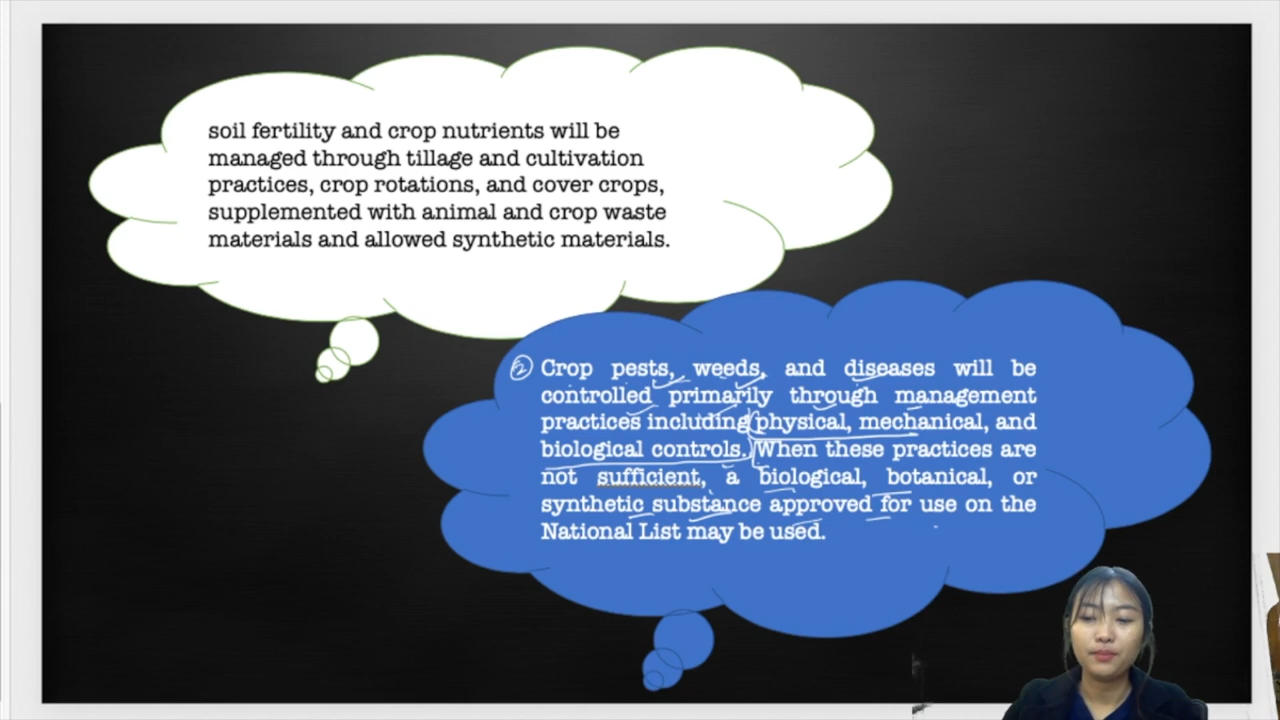 soil fertility and crop nutrients will be
managed through tillage and cultivation
practices, crop rotations, and cover crops,
supplemented with animal and crop waste
materials and allowed synthetic materials.
② Crop pests, weeds, and diseases will be
controlled primarily through management
practices including physical, mechanical, and
biological controls. When these practices are
not sufficient, a biological, botanical, or
synthetic substance approved for use on the
National List may be used.